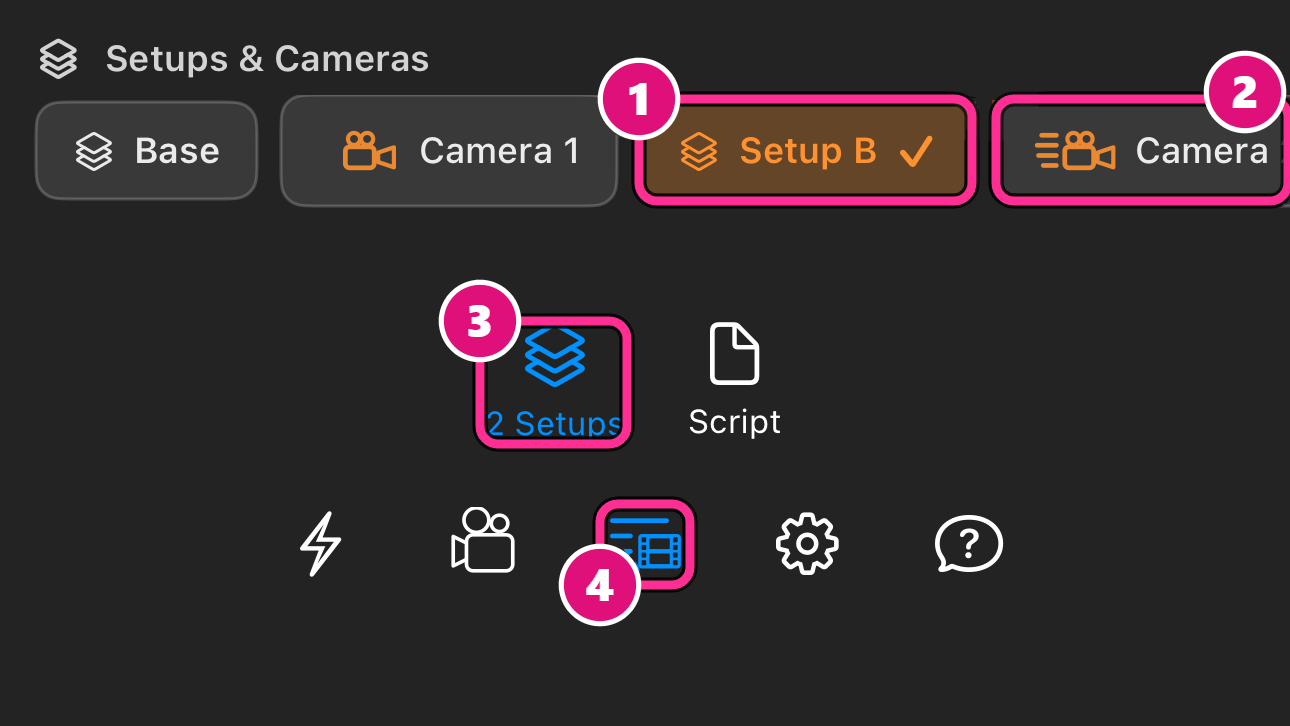 Setups & Cameras
1
2
Base
Camera 1
Setup B
Camera
3
2 Setups
Script
4
?